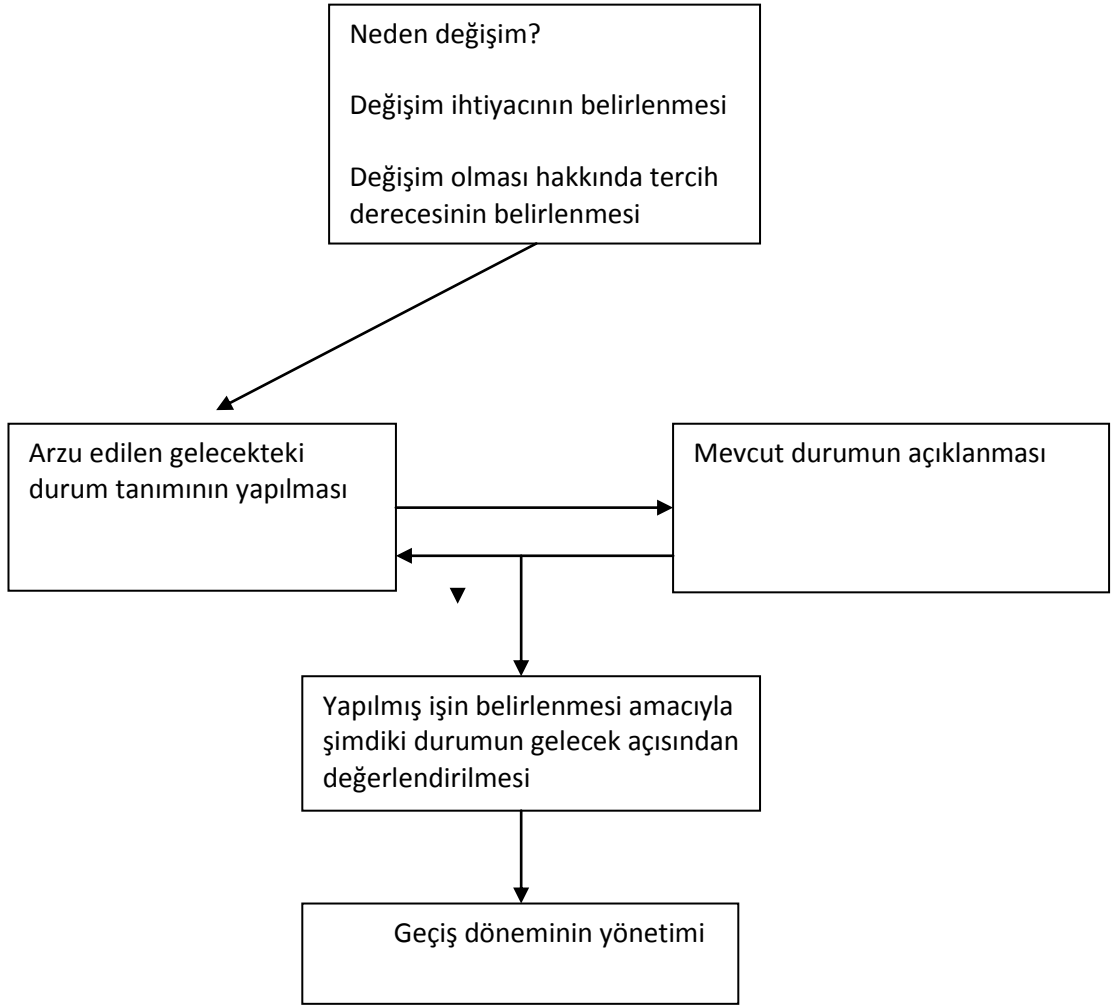 Neden değişim?
Değişim ihtiyacının belirlenmesi
Değişim olması hakkında tercih
derecesinin belirlenmesi
Arzu edilen gelecekteki
durum tanımının yapılması
Mevcut durumun açıklanması
Yapılmış işin belirlenmesi amacıyla
şimdiki durumun gelecek açısından
değerlendirilmesi
Geçiş döneminin yönetimi